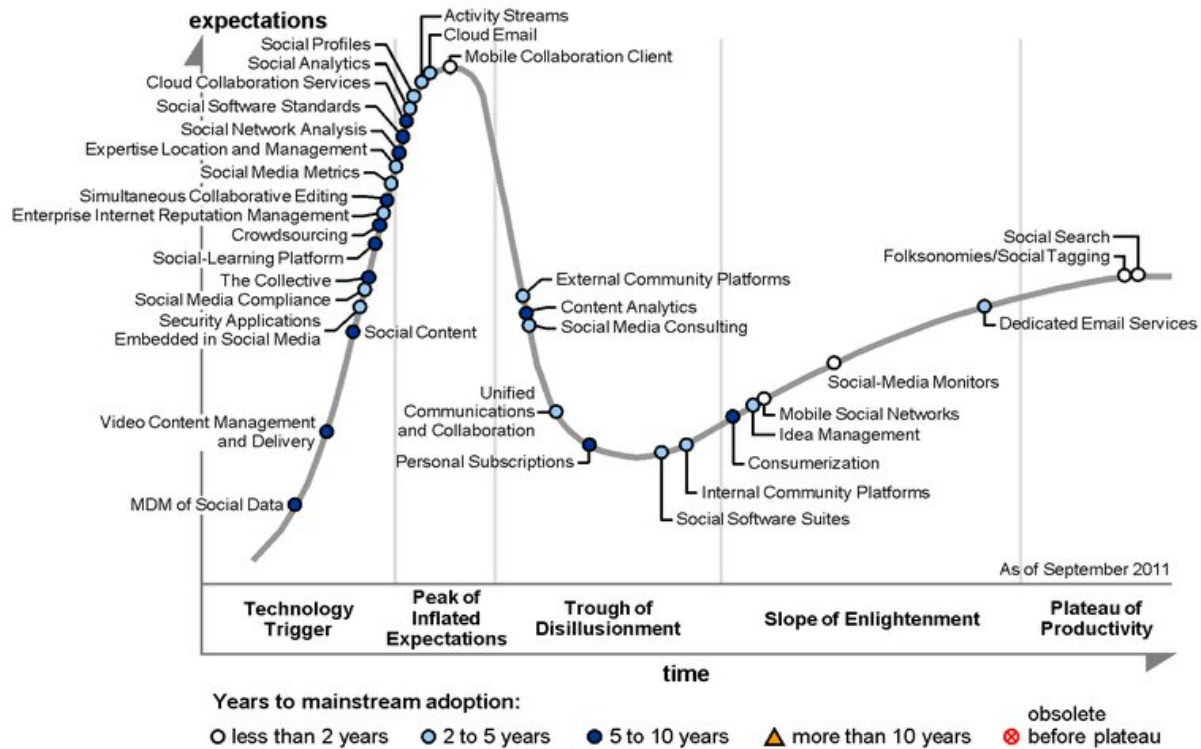 expectations
Activity Streams
Cloud Email
Mobile Collaboration Client
Social Profiles
Social Analytics
Cloud Collaboration Services
Social Software Standards
Social Network Analysis
Expertise Location and Management
Social Media Metrics
Simultaneous Collaborative Editing
Enterprise Internet Reputation Management
Crowdsourcing
Social-Learning Platform
The Collective
Social Media Compliance
Security Applications
Embedded in Social Media
Social Content
Video Content Management
and Delivery
MDM of Social Data
External Community Platforms
Content Analytics
Social Media Consulting
Unified
Communications
and Collaboration
Personal Subscriptions
Social Search
Folksonomies/Social Tagging
Dedicated Email Services
Social-Media Monitors
Mobile Social Networks
Idea Management
Consumerization
Internal Community Platforms
Social Software Suites
As of September 2011
Technology
Trigger
Peak of
Inflated
Expectations
Trough of
Disillusionment
Slope of Enlightenment
Plateau of
Productivity
time
Years to mainstream adoption:
less than 2 years
2 to 5 years
5 to 10 years
more than 10 years
obsolete
before plateau